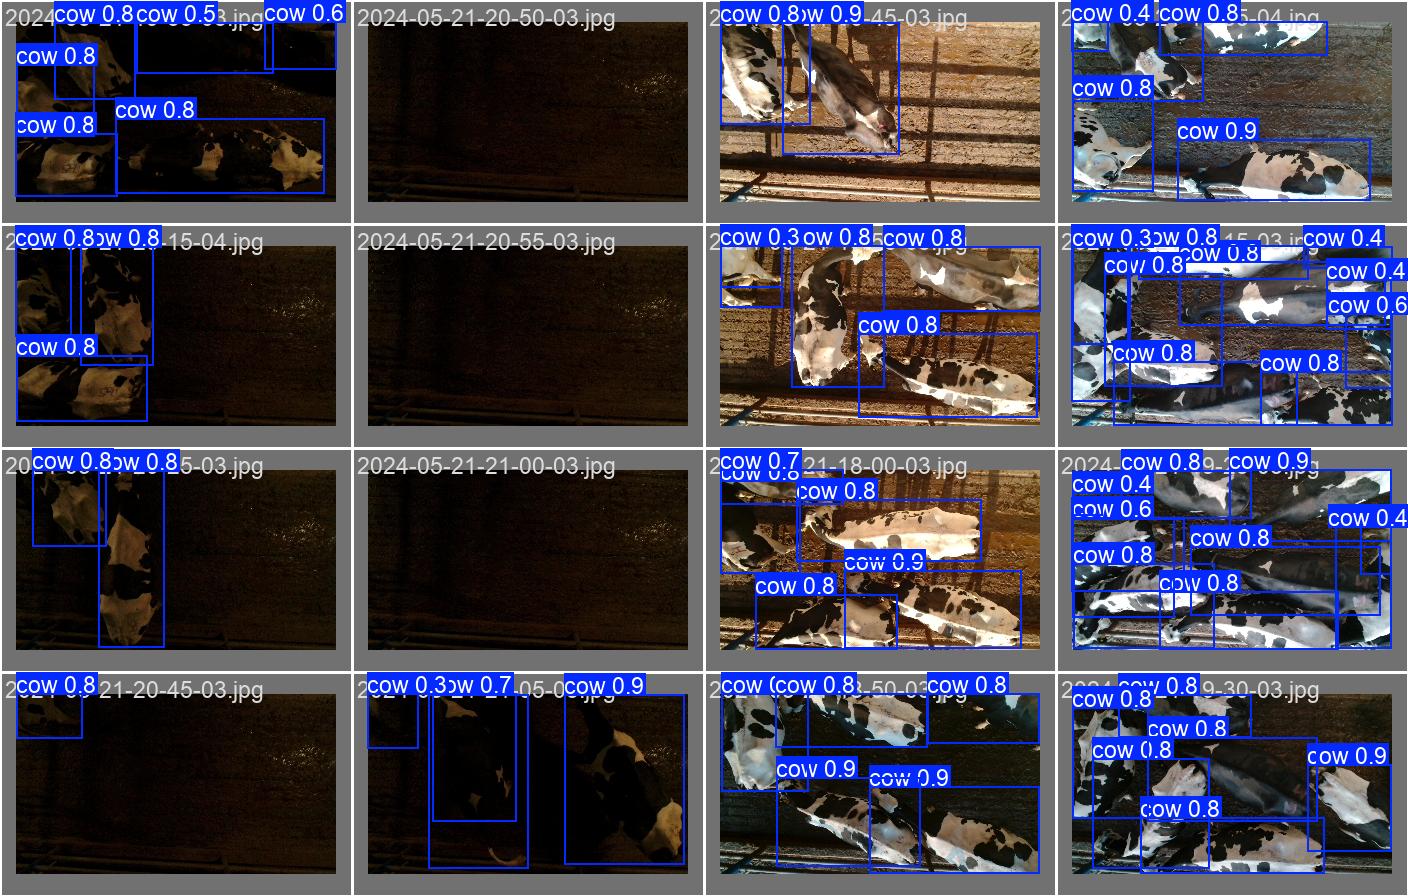 cow 0.8
cow 0.5
cow 0.6
cow 0.8
cow 0.8
cow 0.8
2024-05-21-20-50-03.jpg
cow 0.8
0.9
45-03.jpg
cow 0.4
cow 0.8
5-04.jpg
cow 0.8
cow 0.9
cow 0.8
ow 0.8
-15-04.jpg
cow 0.8
2024-05-21-20-55-03.jpg
cow 0.3
ow 0.8
cow 0.8
cow 0.8
cow 0.3
ow 0.8
cow 0.4
cow 0.8
cow 0.8
cow 0.4
cow 0.6
cow 0.8
cow 0.8
cow 0.8
ow 0.8
5-03.jpg
2024-05-21-21-00-03.jpg
cow 0.7
21-18-00-03.jpg
cow 0.8
cow 0.8
cow 0.9
cow 0.8
2024-
cow 0.8
cow 0.9
cow 0.4
cow 0.6
cow 0.4
cow 0.8
cow 0.8
cow 0.8
cow 0.8
21-20-45-03.jpg
cow 0.3
ow 0.7
cow 0.9
cow 0.8
cow 0.8
cow 0.9
cow 0.9
cow 0.8
9-30-03.jpg
cow 0.8
cow 0.8
cow 0.8
cow 0.9
cow 0.8